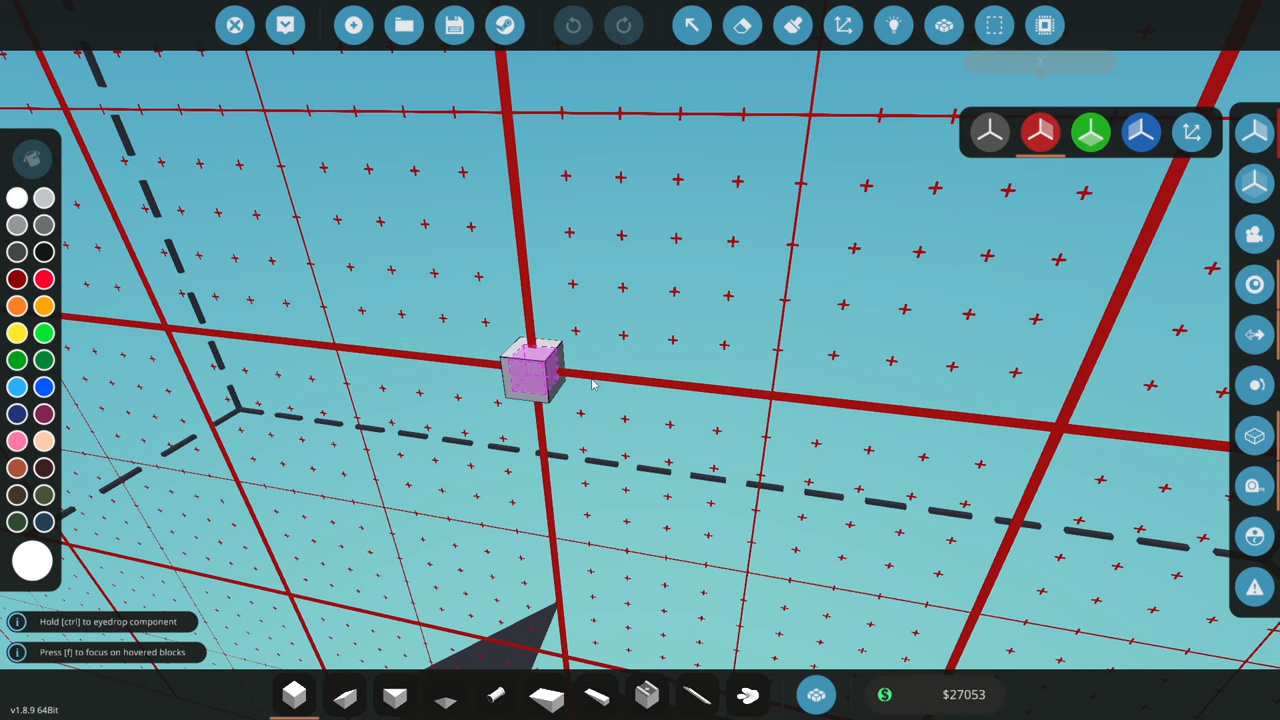 X
Hold [ctrl] to eyedrop component
Press [f] to focus on hovered blocks
v1.8.9 64Bit
$27053